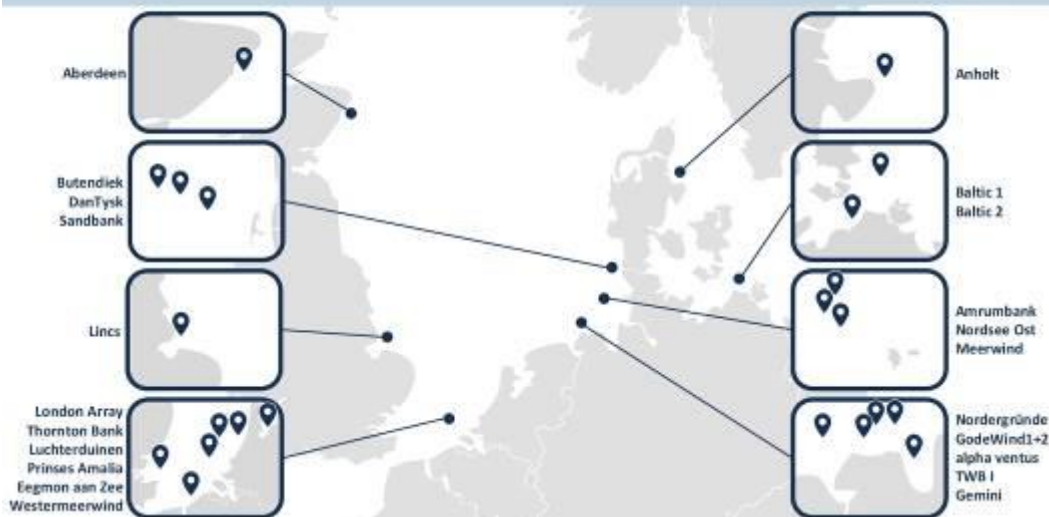 Aberdeen
Butendiek
DanTysk
Sandbank
Lincs
London Array
Thornton Bank
Luchterduinen
Prinses Amalia
Eegmon aan Zee
Westermeerwind
Anholt
Baltic 1
Baltic 2
Amrumbank
Nordsee Ost
Meerwind
Nordergründe
GodeWind1+2
alpha ventus
TWB I
Gemini